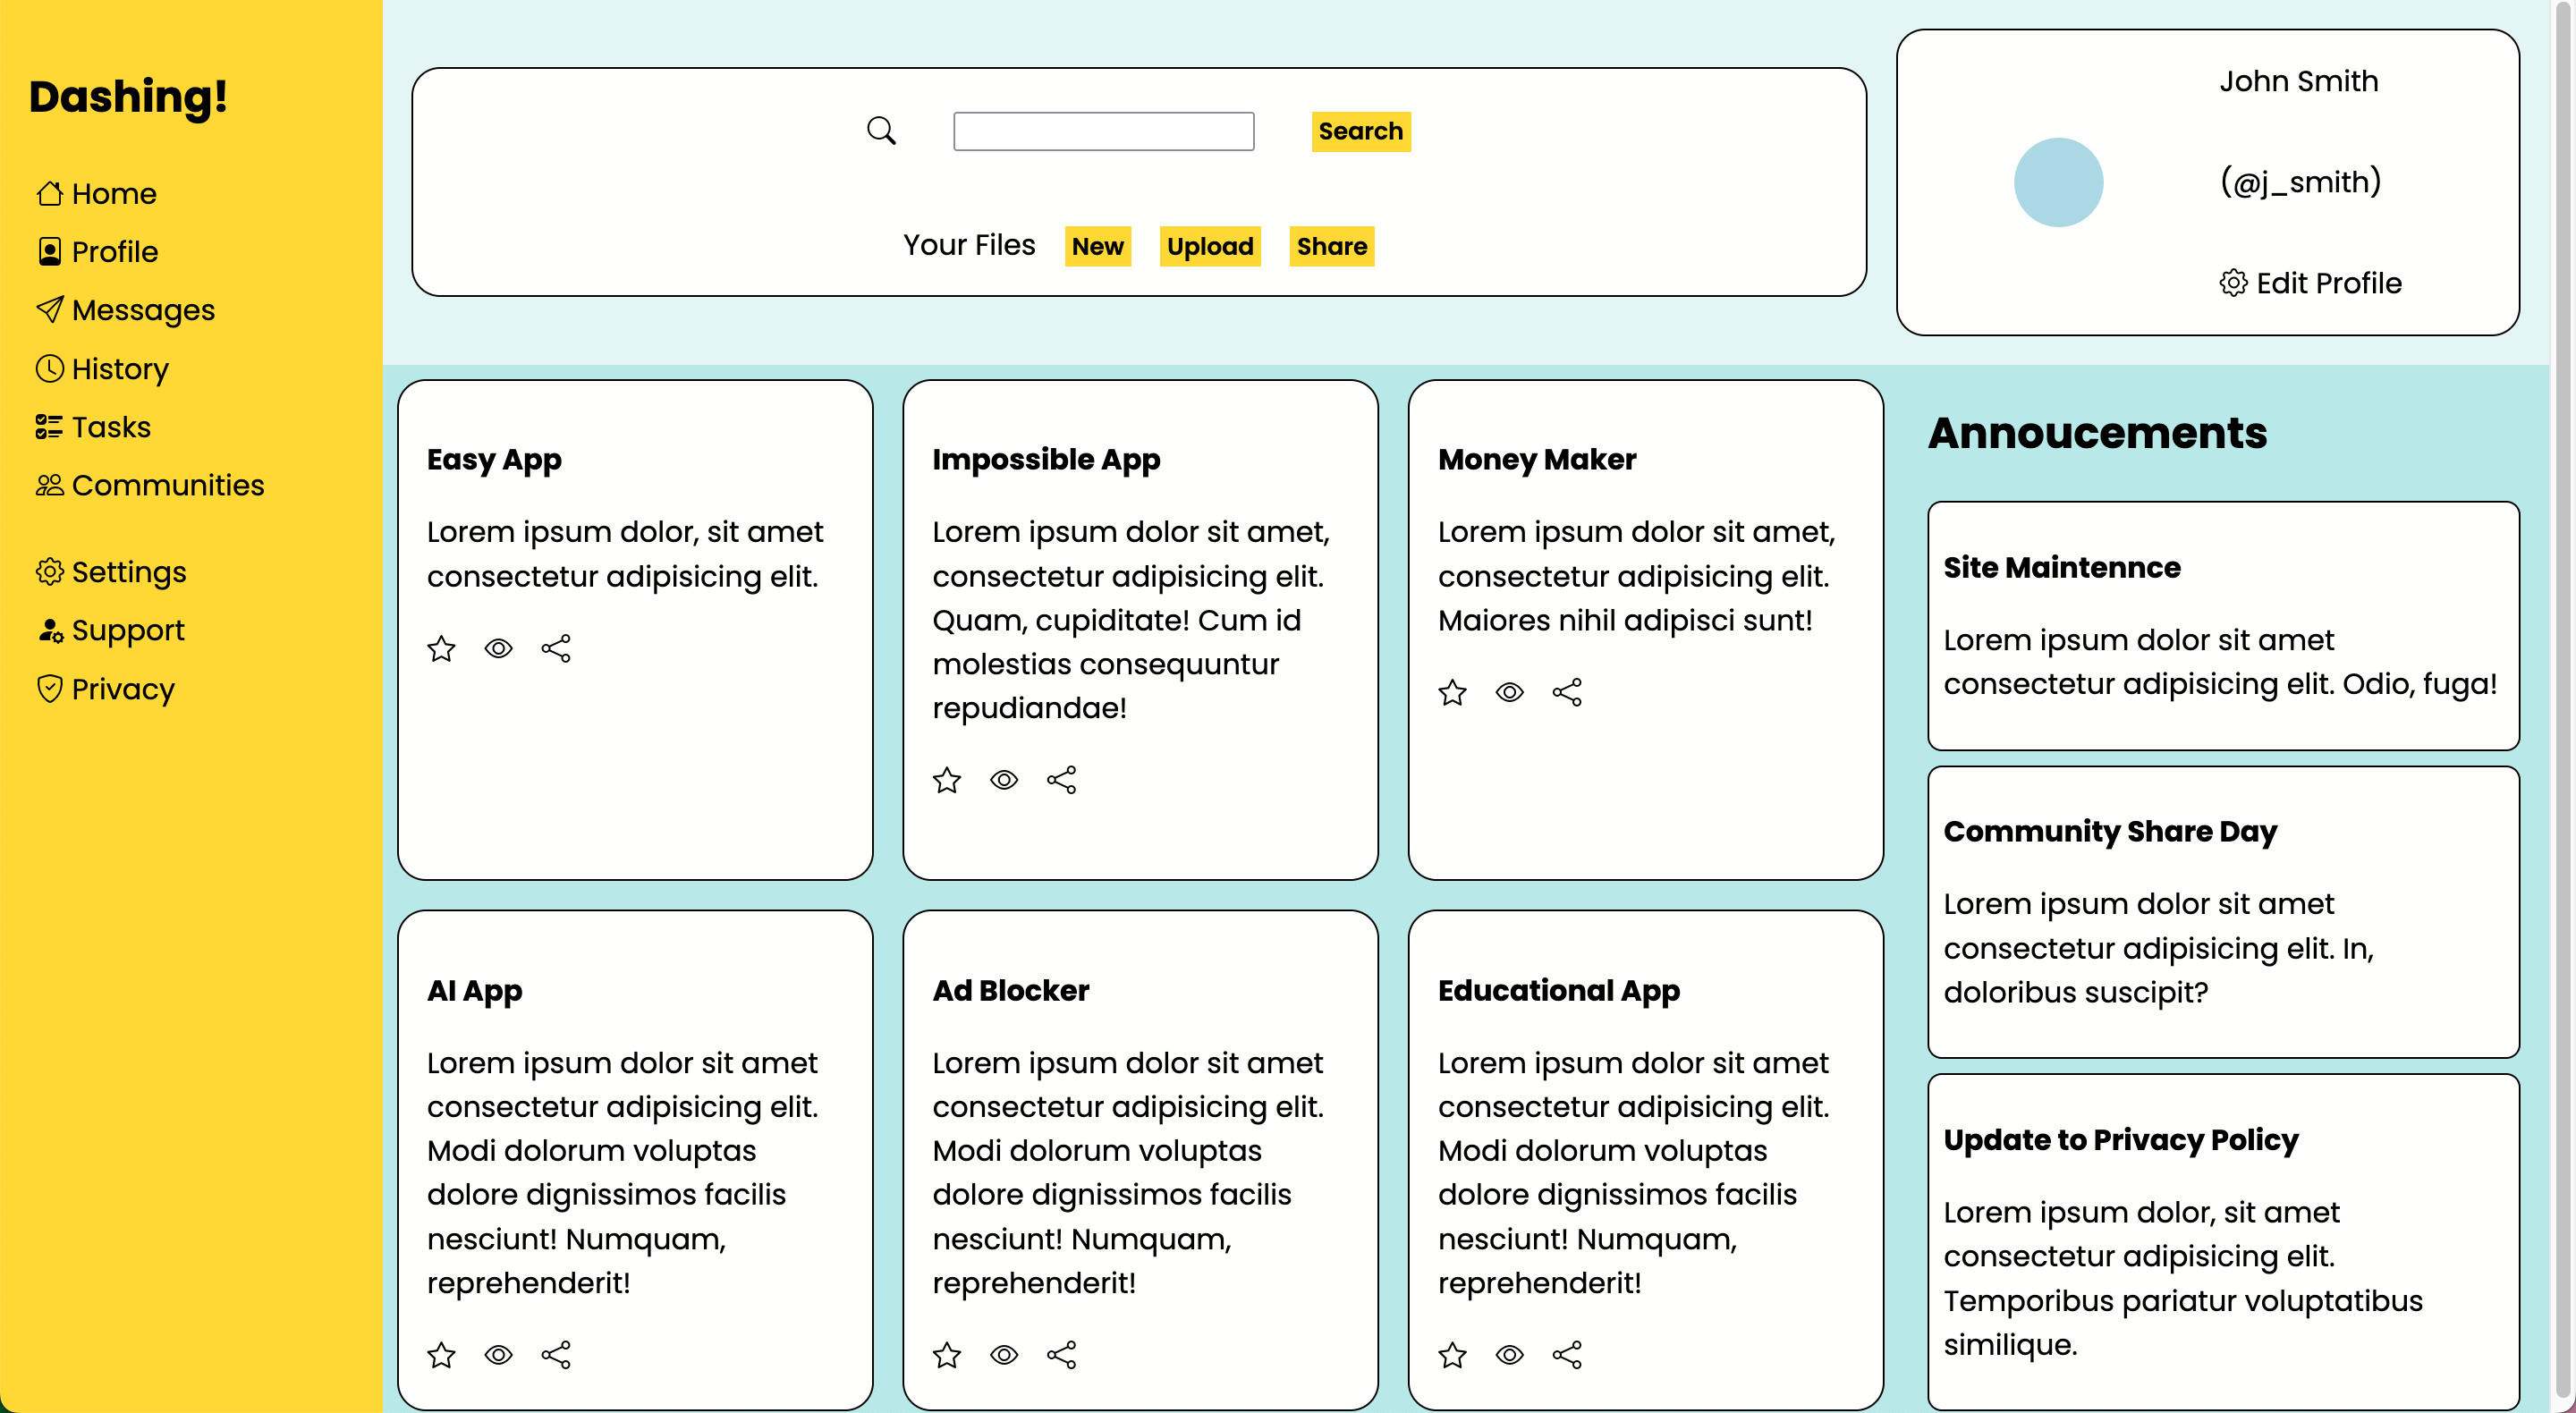 Dashing!
Home
Profile
Messages
History
Tasks
Communities
Settings
Support
Privacy
Search
Your Files New Upload Share
John Smith
(@j_smith)
Edit Profile
Easy App
Lorem ipsum dolor, sit amet
consectetur adipisicing elit.
Impossible App
Lorem ipsum dolor sit amet,
consectetur adipisicing elit.
Quam, cupiditate! Cum id
molestias consequuntur
repudiandae!
Money Maker
Lorem ipsum dolor sit amet,
consectetur adipisicing elit.
Maiores nihil adipisci sunt!
AI App
Lorem ipsum dolor sit amet
consectetur adipisicing elit.
Modi dolorum voluptas
dolore dignissimos facilis
nesciunt! Numquam,
reprehenderit!
Ad Blocker
Lorem ipsum dolor sit amet
consectetur adipisicing elit.
Modi dolorum voluptas
dolore dignissimos facilis
nesciunt! Numquam,
reprehenderit!
Educational App
Lorem ipsum dolor sit amet
consectetur adipisicing elit.
Modi dolorum voluptas
dolore dignissimos facilis
nesciunt! Numquam,
reprehenderit!
Annoucements
Site Maintennce
Lorem ipsum dolor sit amet
consectetur adipisicing elit. Odio, fuga!
Community Share Day
Lorem ipsum dolor sit amet
consectetur adipisicing elit. In,
doloribus suscipit?
Update to Privacy Policy
Lorem ipsum dolor, sit amet
consectetur adipisicing elit.
Temporibus pariatur voluptatibus
similique.